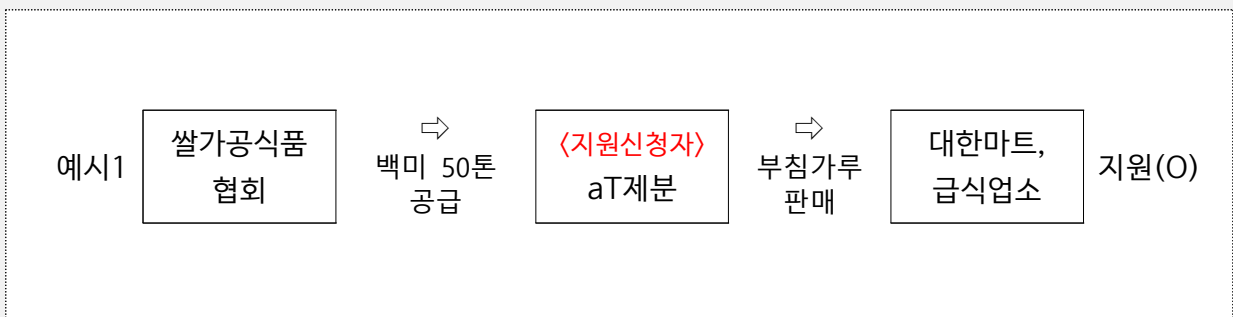 예시1
쌀가공식품
협회
⇨
백미 50톤
공급
<지원신청자>
aT제분
⇨
부침가루
판매
대한마트,
급식업소
지원(O)